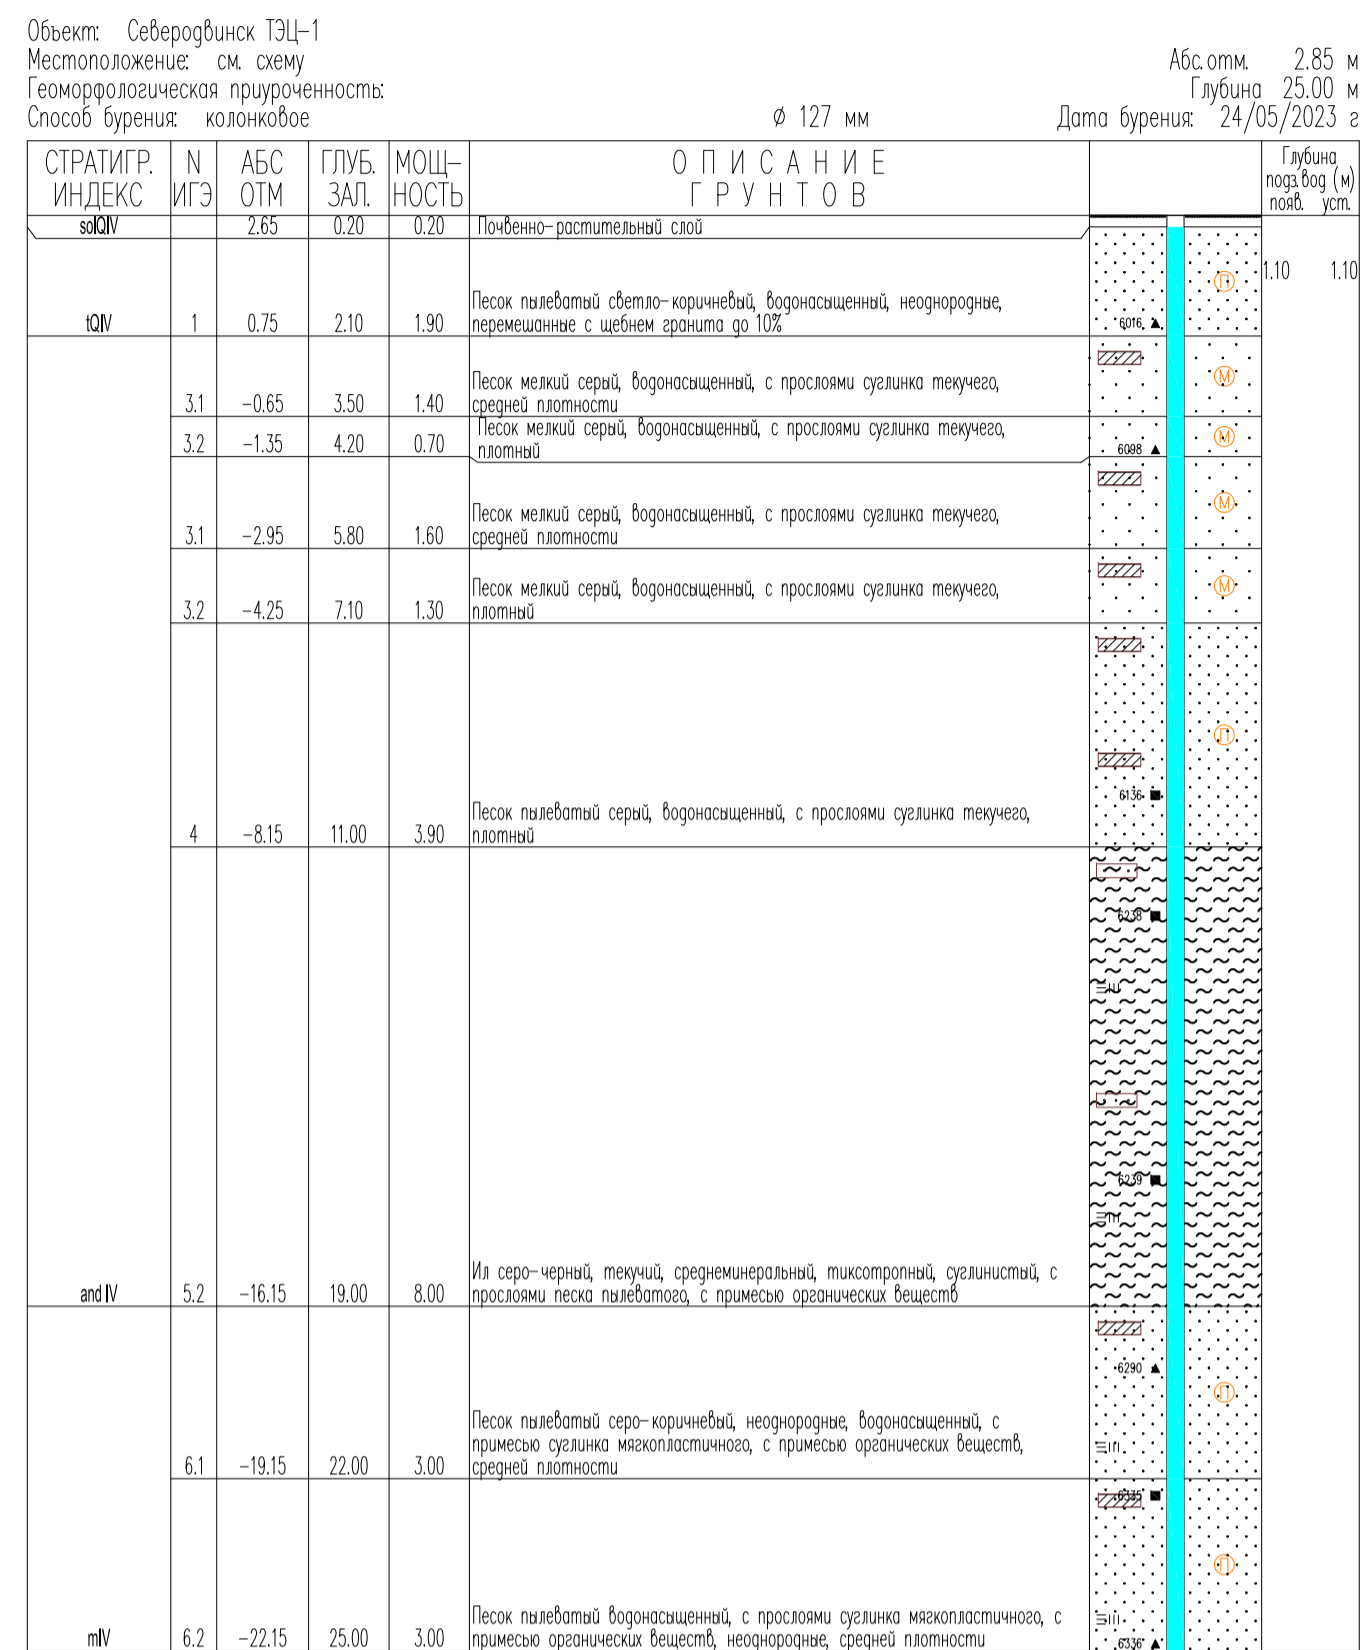 Объект: Северодвинск ТЭЦ-1
Местоположение: см. схему
Абс.отм. 2.85 м
Геоморфологическая приуроченность:
Глубина 25.00 м
Способ бурения: колонковое ϕ 127 мм Дата бурения: 24/05/2023 г
СТРАТИГР. ИНДЕКС
N ИГЭ
АБС ОТМ
ГЛУБ. ЗАЛ.
МОЩ-НОСТЬ
ОПИСАНИЕ
ГРУНТОВ
Глубина
подз.вод (м)
появ. уст.
solQIV 2.65 0.20 0.20 Почвенно-растительный слой
1.10 1.10
П
Песок пылеватый светло-коричневый, водонасыщенный, неоднородные,
tQIV 1 0.75 2.10 1.90 перемешанные с щебнем гранита до 10% 6016
М
Песок мелкий серый, водонасыщенный, с прослоями суглинка текучего,
3.1 -0.65 3.50 1.40 средней плотности
Песок мелкий серый, водонасыщенный, с прослоями суглинка текучего,
М
3.2 -1.35 4.20 0.70 плотный 6098
М
Песок мелкий серый, водонасыщенный, с прослоями суглинка текучего,
3.1 -2.95 5.80 1.60 средней плотности
М
Песок мелкий серый, водонасыщенный, с прослоями суглинка текучего,
3.2 -4.25 7.10 1.30 плотный
П
6136
Песок пылеватый серый, водонасыщенный, с прослоями суглинка текучего,
4 -8.15 11.00 3.90 плотный
6238
6239
Ил серо-черный, текучий, среднеминеральный, тиксотропный, суглинистый, с
and IV 5.2 -16.15 19.00 8.00 прослоями песка пылеватого, с примесью органических веществ
6290
П
Песок пылеватый серо-коричневый, неоднородные, водонасыщенный, с
примесью суглинка мягкопластичного, с примесью органических веществ,
6.1 -19.15 22.00 3.00 средней плотности
6335
П
Песок пылеватый водонасыщенный, с прослоями суглинка мягкопластичного, с
mIV 6.2 -22.15 25.00 3.00 примесью органических веществ, неоднородные, средней плотности 6336